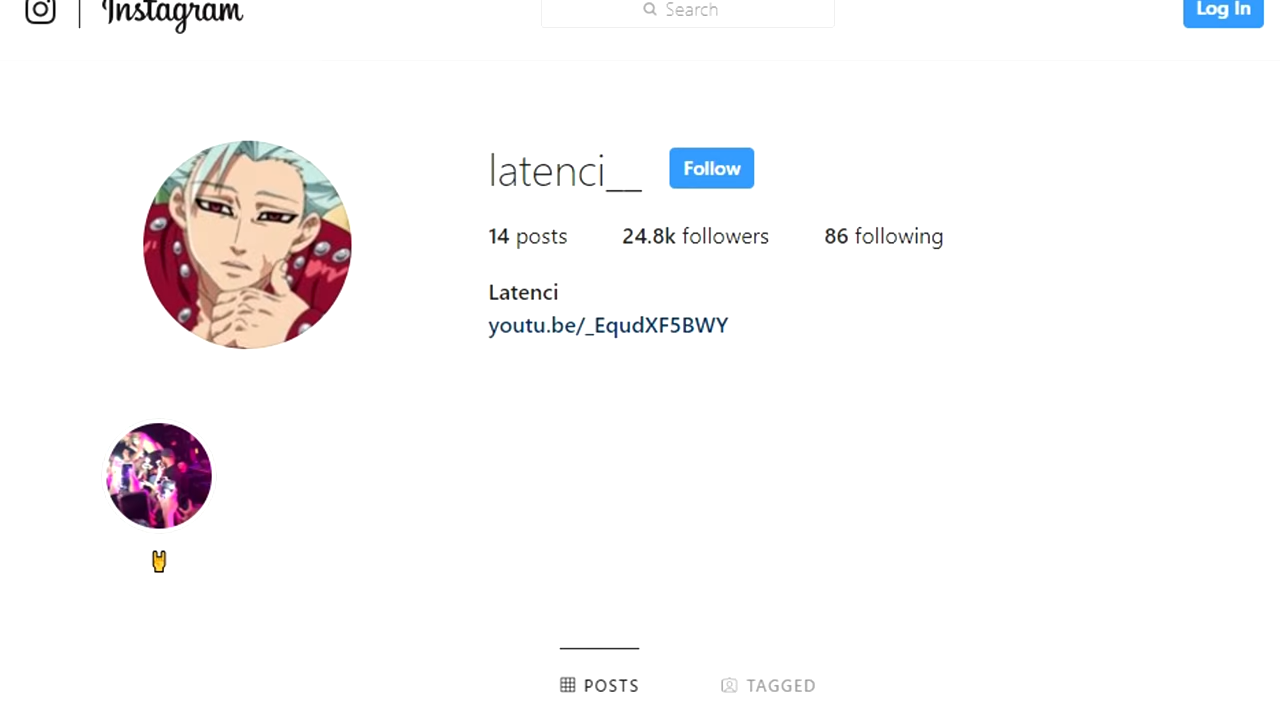 Instagram
Search
Log In
latenci__
Follow
14 posts 24.8k followers 86 following
Latenci
youtu.be/_EqudXF5BWY
POSTS
TAGGED